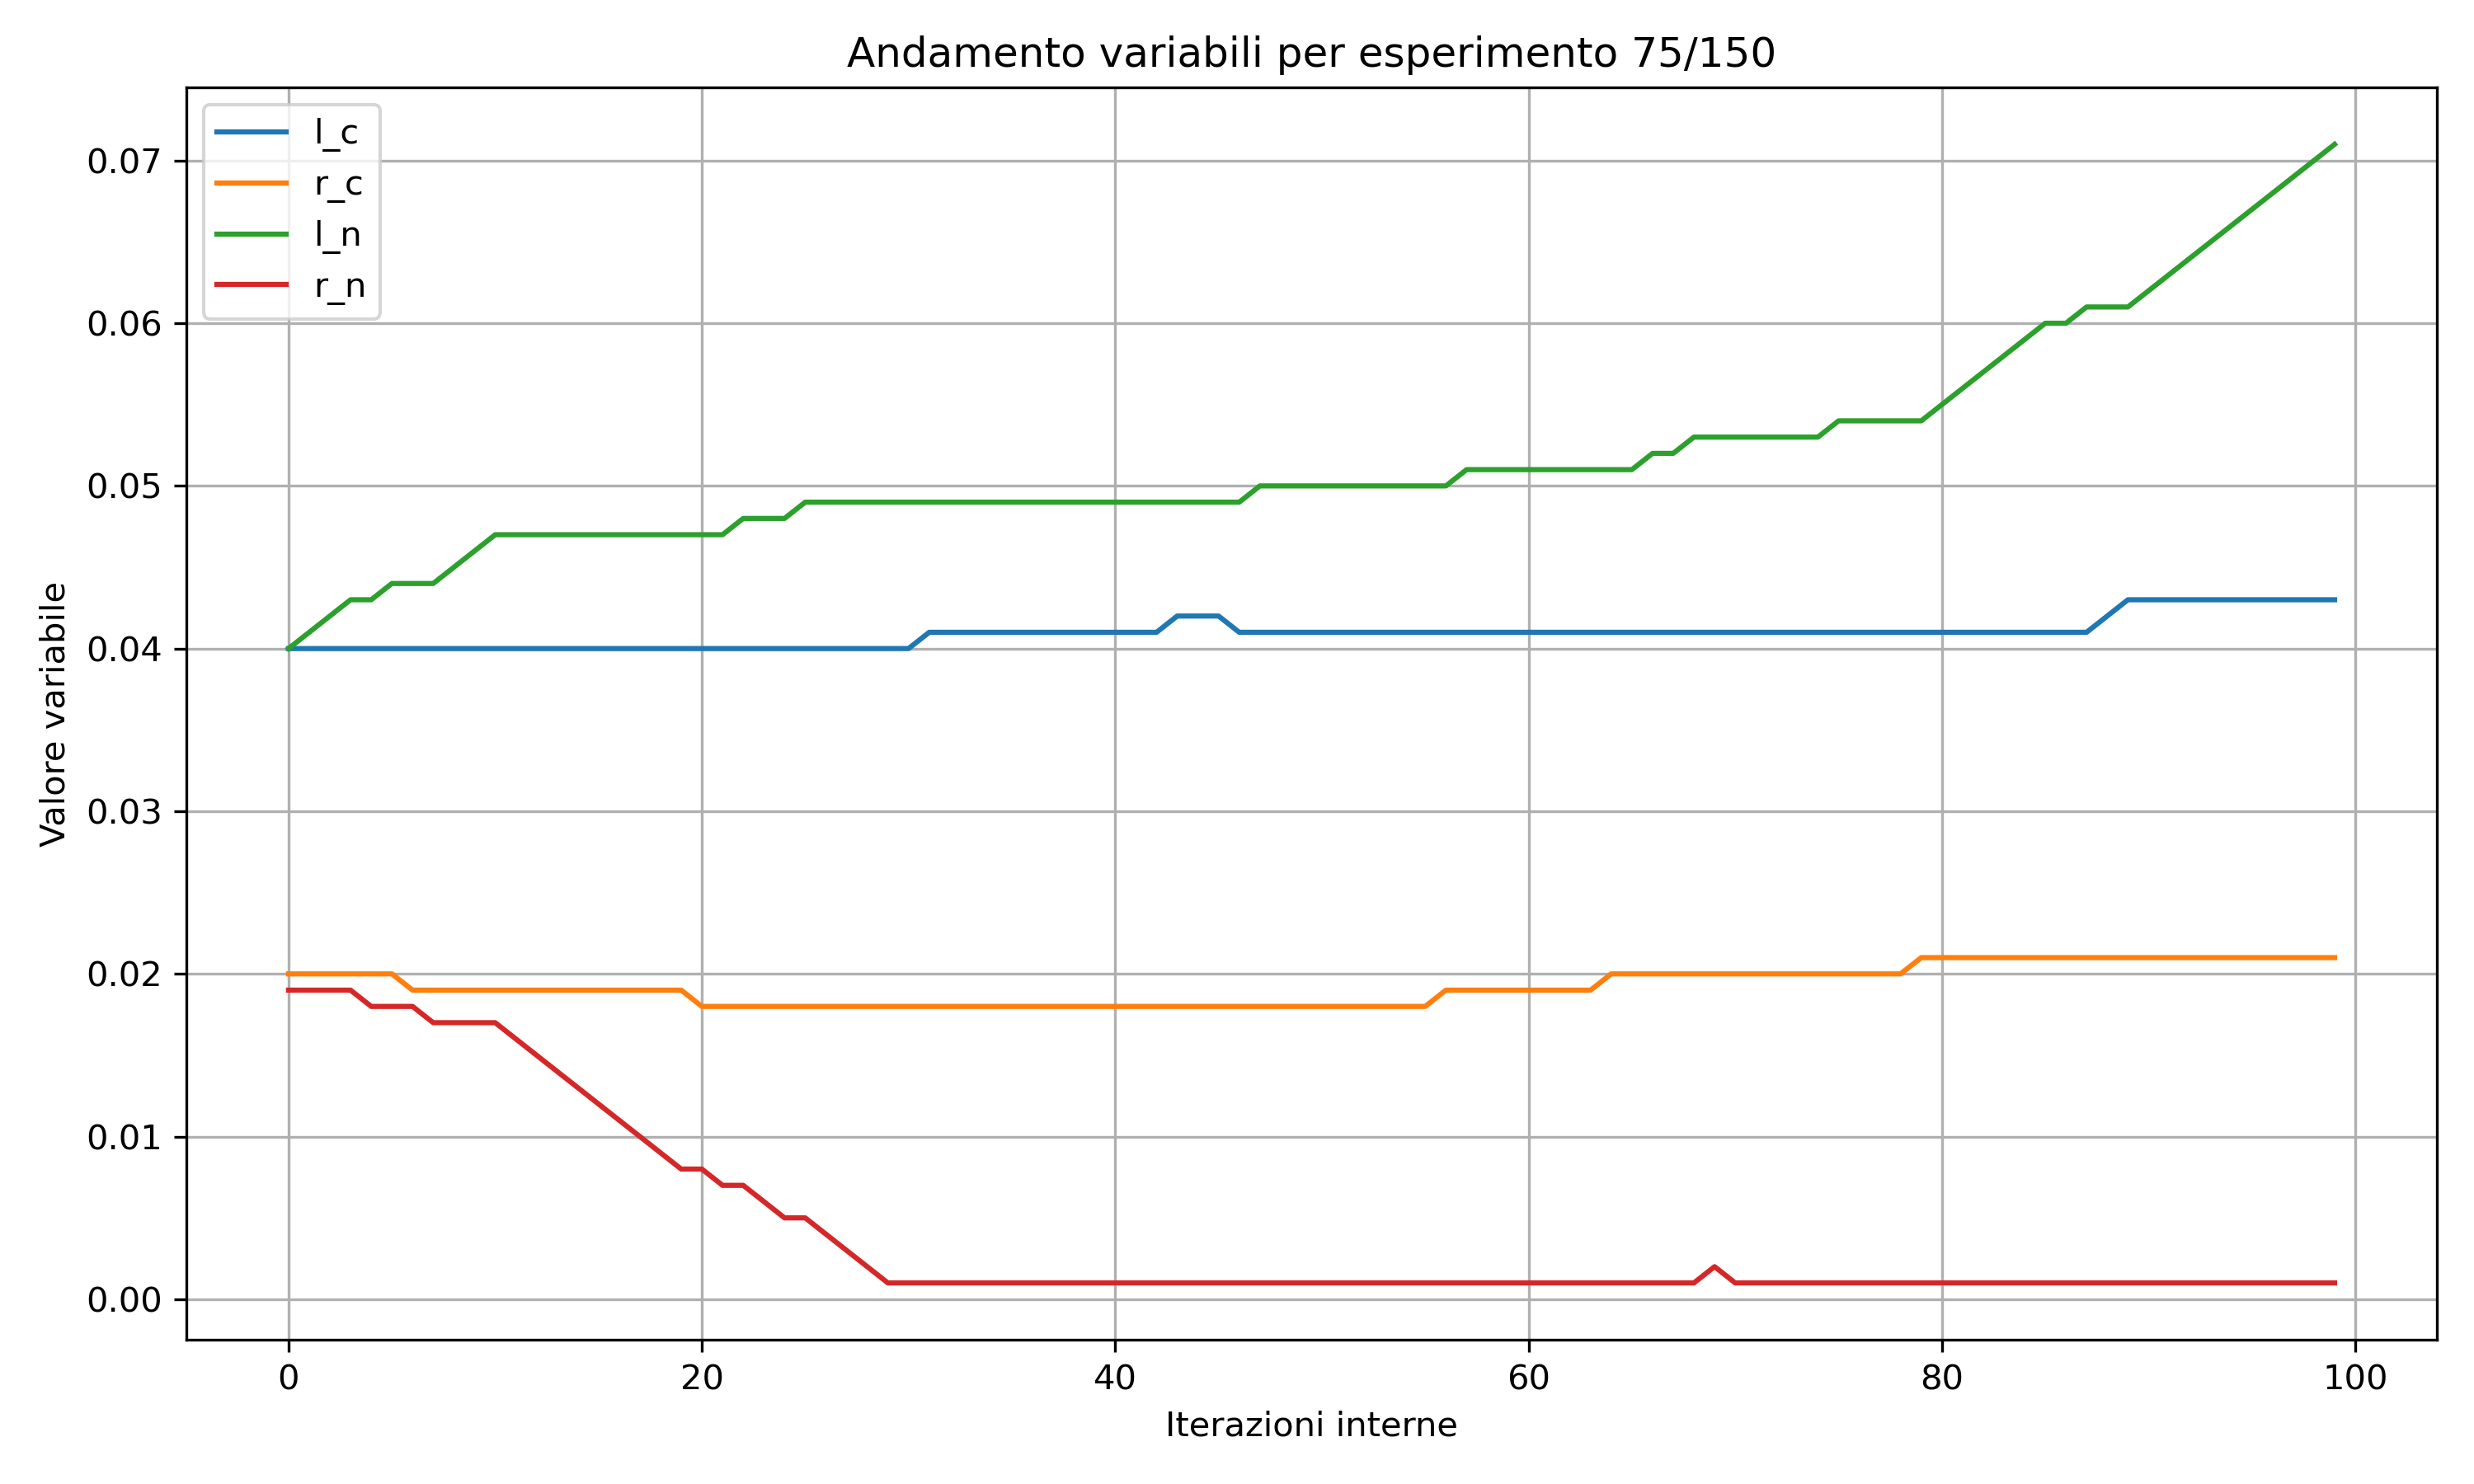 Andamento variabili per esperimento 75/150
l_c
r_c
l_n
r_n
0.07
0.06
0.05
0.04
0.03
0.02
0.01
0.00
Valore variabile
0 20 40 60 80 100
Iterazioni interne